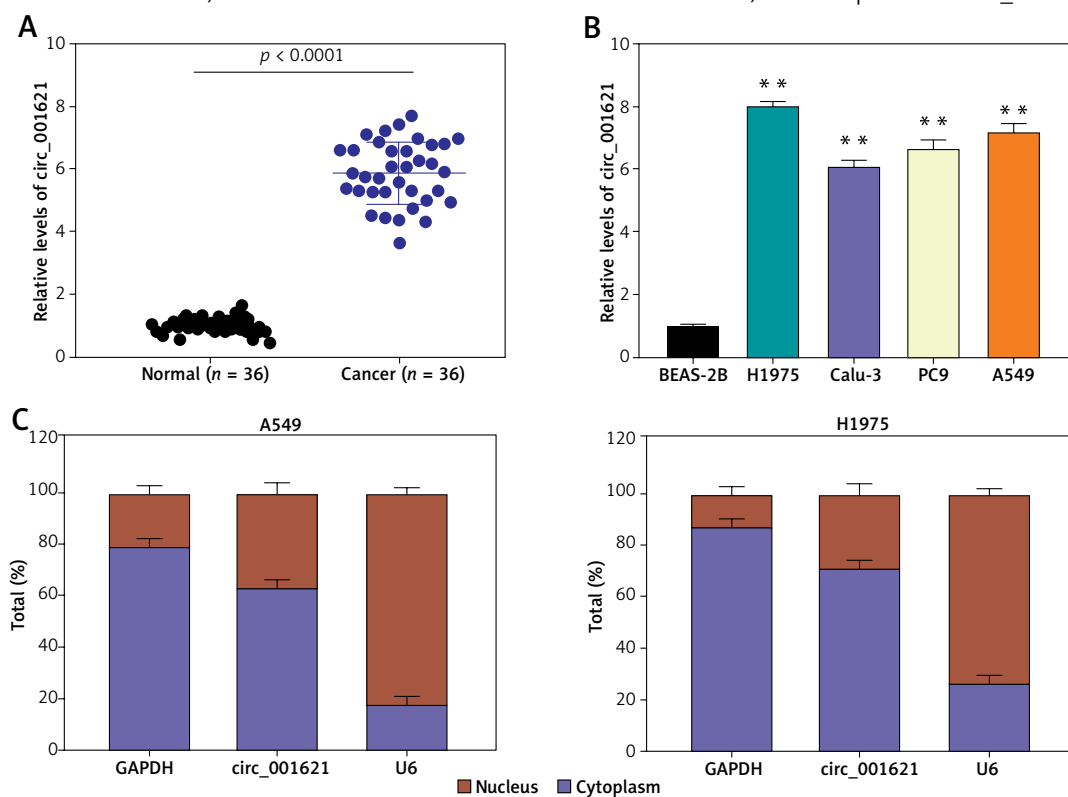 A
Relative levels of circ_001621
10
8
6
4
2
0
p < 0.0001
Normal (n = 36)
Cancer (n = 36)
B
Relative levels of circ_001621
10
8
6
4
2
0
**
**
**
**
BEAS-2B
H1975
Calu-3
PC9
A549
C
A549
Total (%)
120
100
80
60
40
20
0
GAPDH
circ_001621
U6
H1975
Total (%)
120
100
80
60
40
20
0
GAPDH
circ_001621
U6
Nucleus
Cytoplasm